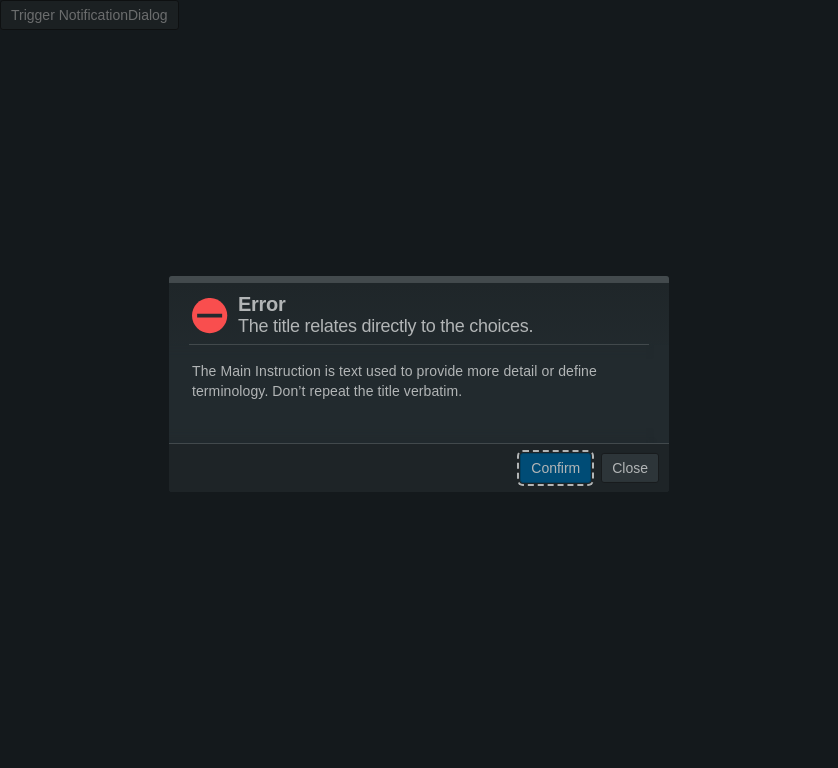 Trigger NotificationDialog
Error
The title relates directly to the choices.
The Main Instruction is text used to provide more detail or define
terminology. Don’t repeat the title verbatim.
Confirm Close